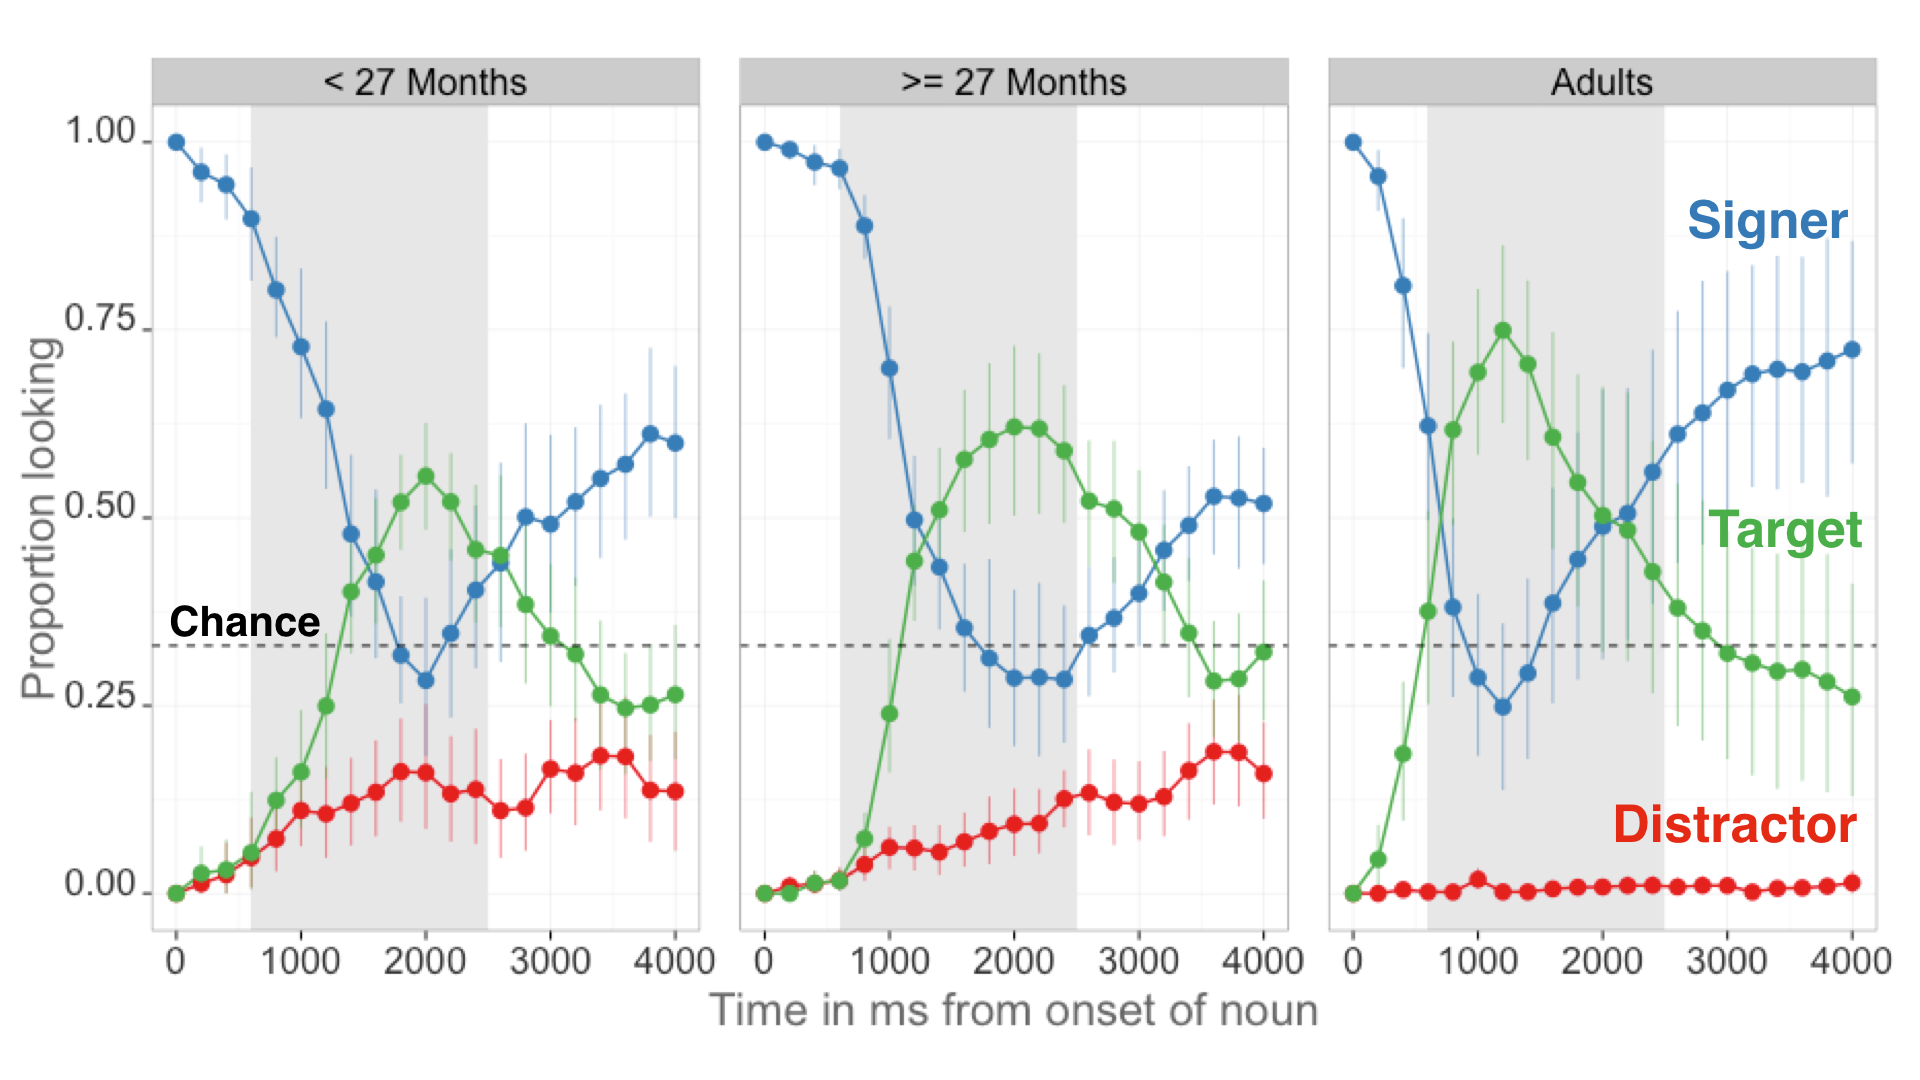 < 27 Months
>= 27 Months
Adults
Proportion looking
1.00
0.75
0.50
0.25
0.00
Chance
Signer
Target
Distractor
0 1000 2000 3000 4000
0 1000 2000 3000 4000
0 1000 2000 3000 4000
Time in ms from onset of noun